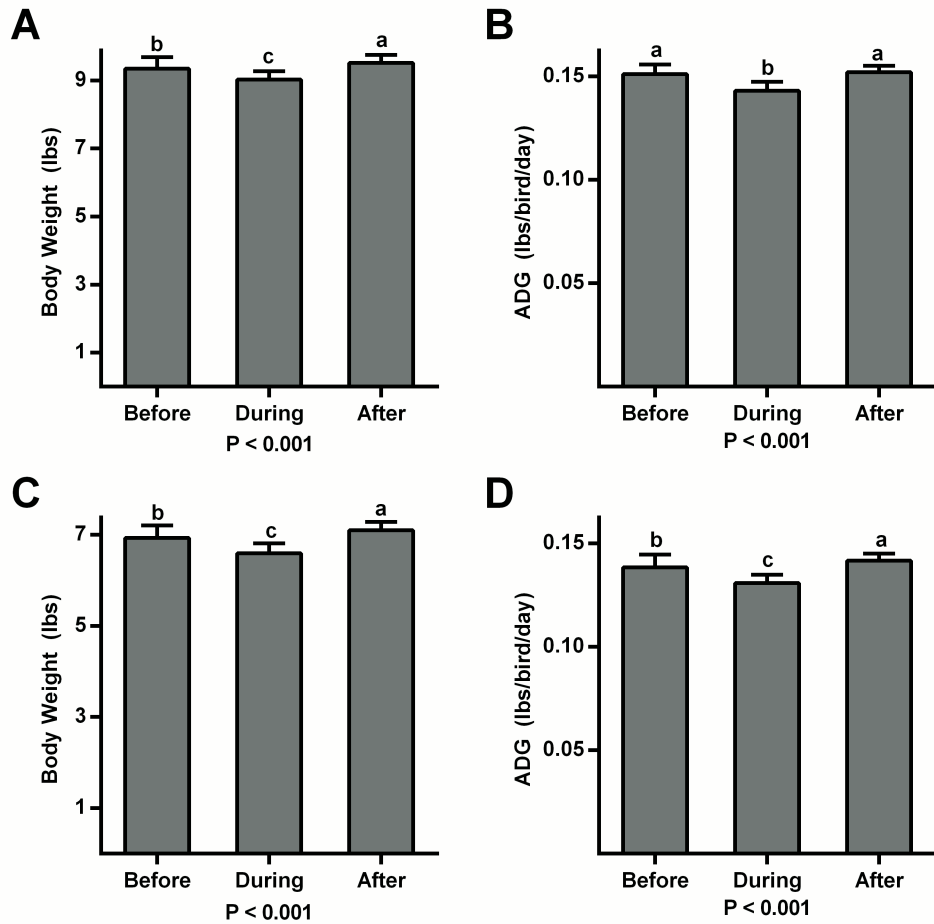 A
Body Weight (lbs)
9
7
5
3
1
b
c
a
Before During After
P < 0.001
B
ADG (lbs/bird/day)
0.15
0.10
0.05
a
b
a
Before During After
P < 0.001
C
Body Weight (lbs)
7
5
3
1
b
c
a
Before During After
P < 0.001
D
ADG (lbs/bird/day)
0.15
0.10
0.05
b
c
a
Before During After
P < 0.001